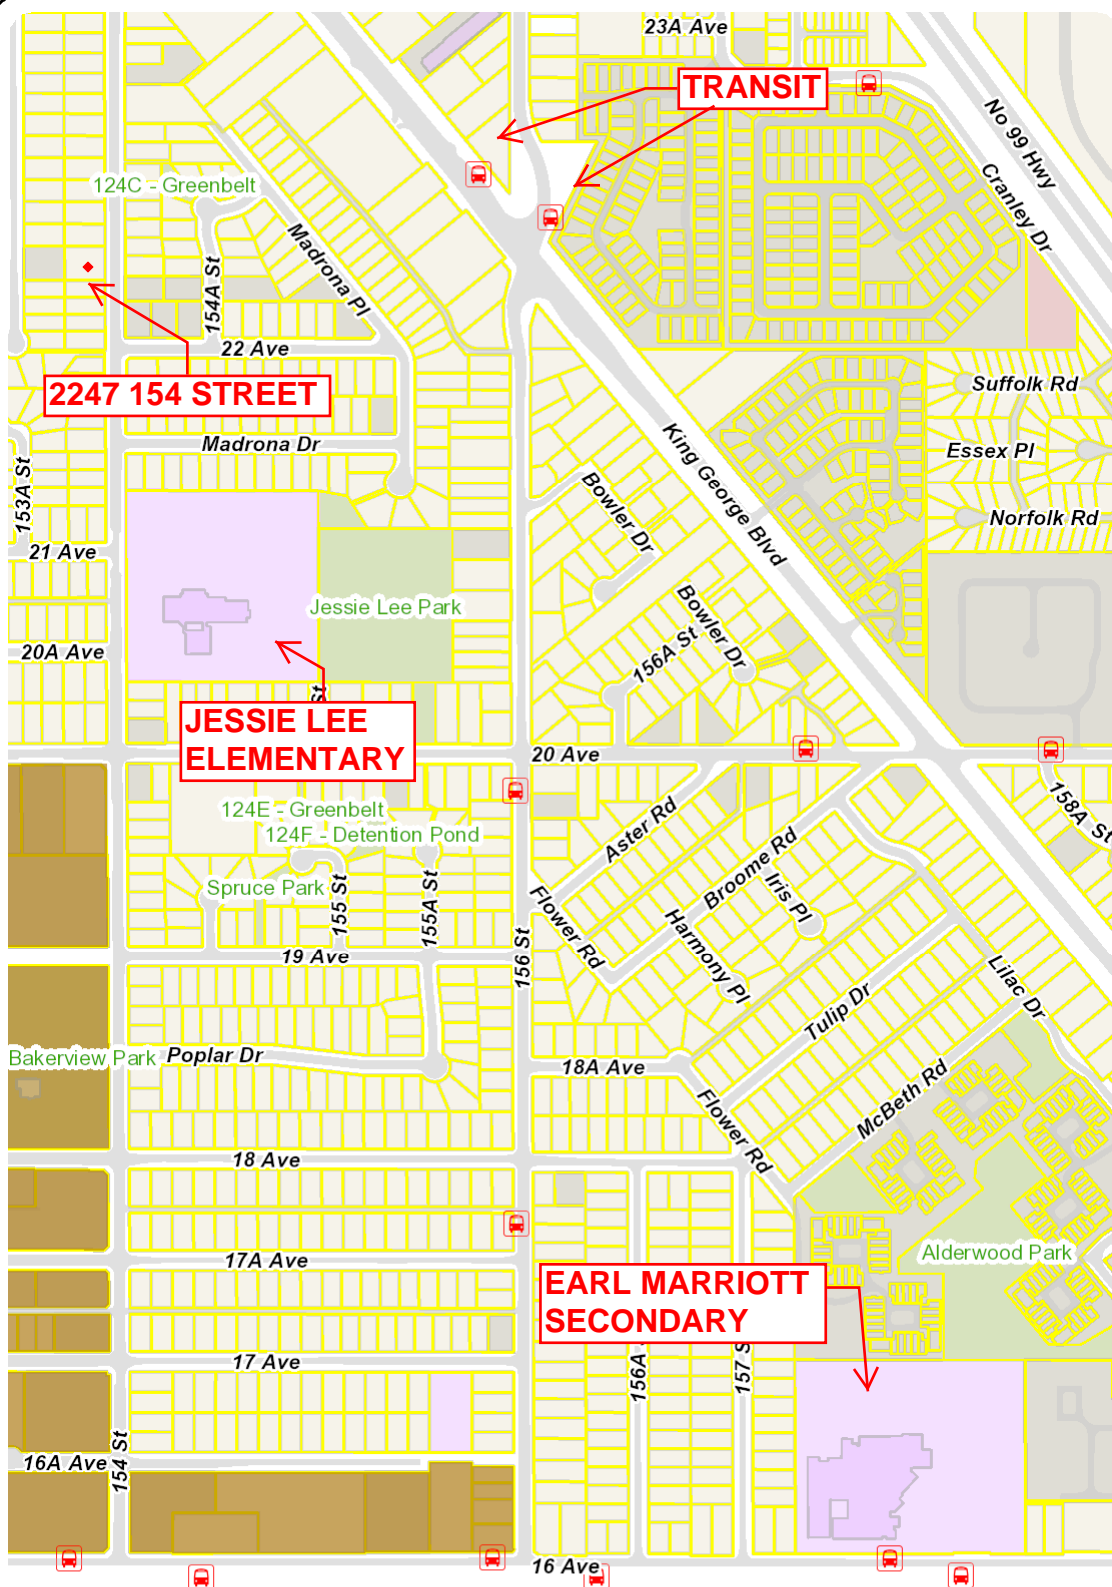 23A Ave
TRANSIT
No 99 Hwy
124C - Greenbelt
Cranley Dr
Madrona Pl
154A St
22 Ave
2247 154 STREET
Suffolk Rd
Madrona Dr
King George Blvd
Essex Pl
153A St
Bowler Dr
Norfolk Rd
21 Ave
Jessie Lee Park
Bowler Dr
20A Ave
156A St
St
JESSIE LEE
ELEMENTARY
20 Ave
158A St
124E - Greenbelt
124F - Detention Pond
Aster Rd
Broome Rd
Spruce Park
155 St
155A St
Iris Pl
Flower Rd
Harmony Pl
19 Ave
156 St
Lilac Dr
Tulip Dr
Bakerview Park
Poplar Dr
18A Ave
McBeth Rd
Flower Rd
18 Ave
Alderwood Park
17A Ave
EARL MARRIOTT
SECONDARY
17 Ave
156A
157 S
154 St
16A Ave
16 Ave